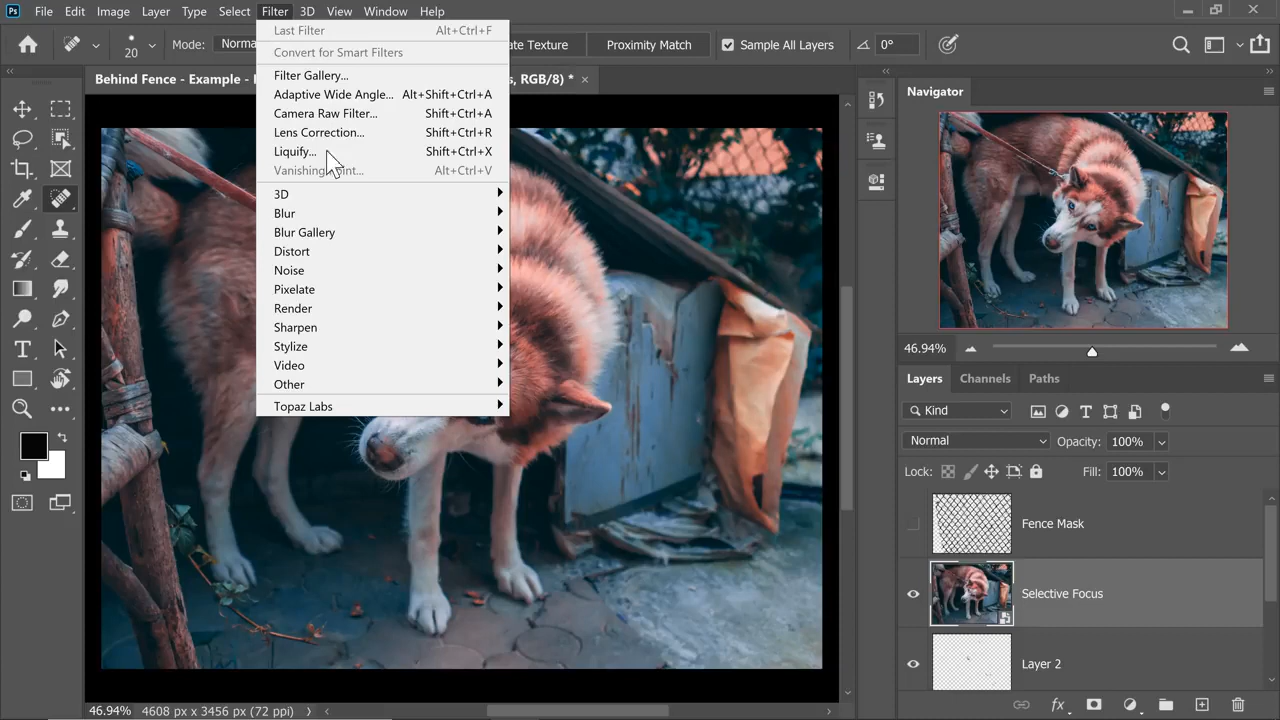 Ps File Edit Image Layer Type Select Filter 3D View Window Help
20 Mode: Norma ate Texture Proximity Match Sample All Layers 0°
Behind Fence - Example - s, RGB/8) *
Last Filter Alt+Ctrl+F
Convert for Smart Filters
Filter Gallery...
Adaptive Wide Angle... Alt+Shift+Ctrl+A
Camera Raw Filter... Shift+Ctrl+A
Lens Correction... Shift+Ctrl+R
Liquify... Shift+Ctrl+X
Vanishing Alt+Ctrl+V
3D
Blur
Blur Gallery
Distort
Noise
Pixelate
Render
Sharpen
Stylize
Video
Other
Topaz Labs
Navigator
46.94%
Layers Channels Paths
Kind
Normal Opacity: 100%
Lock: Fill: 100%
Fence Mask
Selective Focus
Layer 2
46.94% 4608 px x 3456 px (72 ppi)